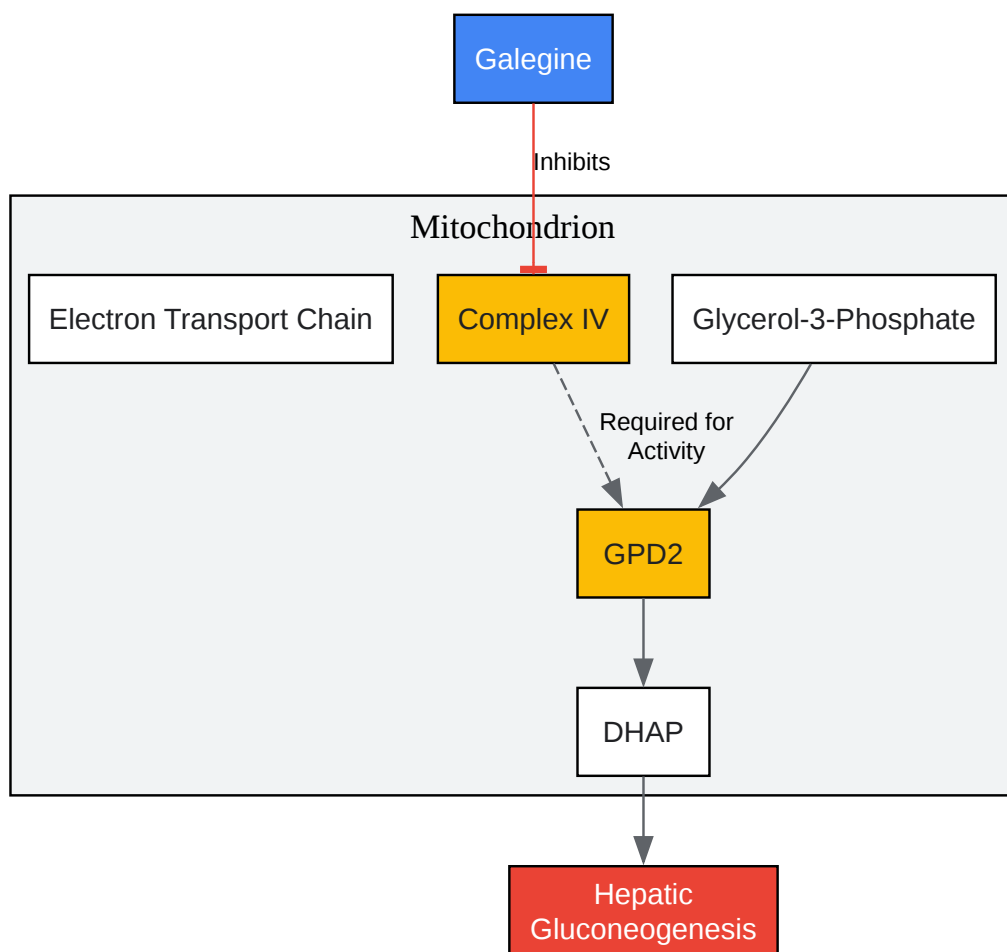 Galegine
Inhibits
Mitochondrion
Electron Transport Chain
Complex IV
Glycerol-3-Phosphate
Required for
Activity
GPD2
DHAP
Hepatic
Gluconeogenesis